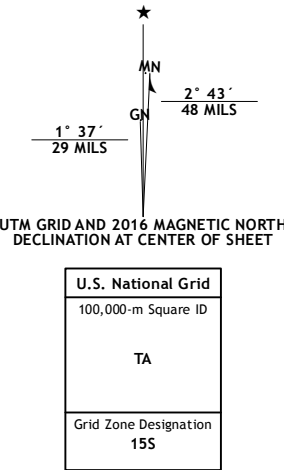 ★
MN
2° 43´
48 MILS
GN
1° 37´
29 MILS
UTM GRID AND 2016 MAGNETIC NORTH
DECLINATION AT CENTER OF SHEET
U.S. National Grid
100,000-m Square ID
TA
Grid Zone Designation
15S